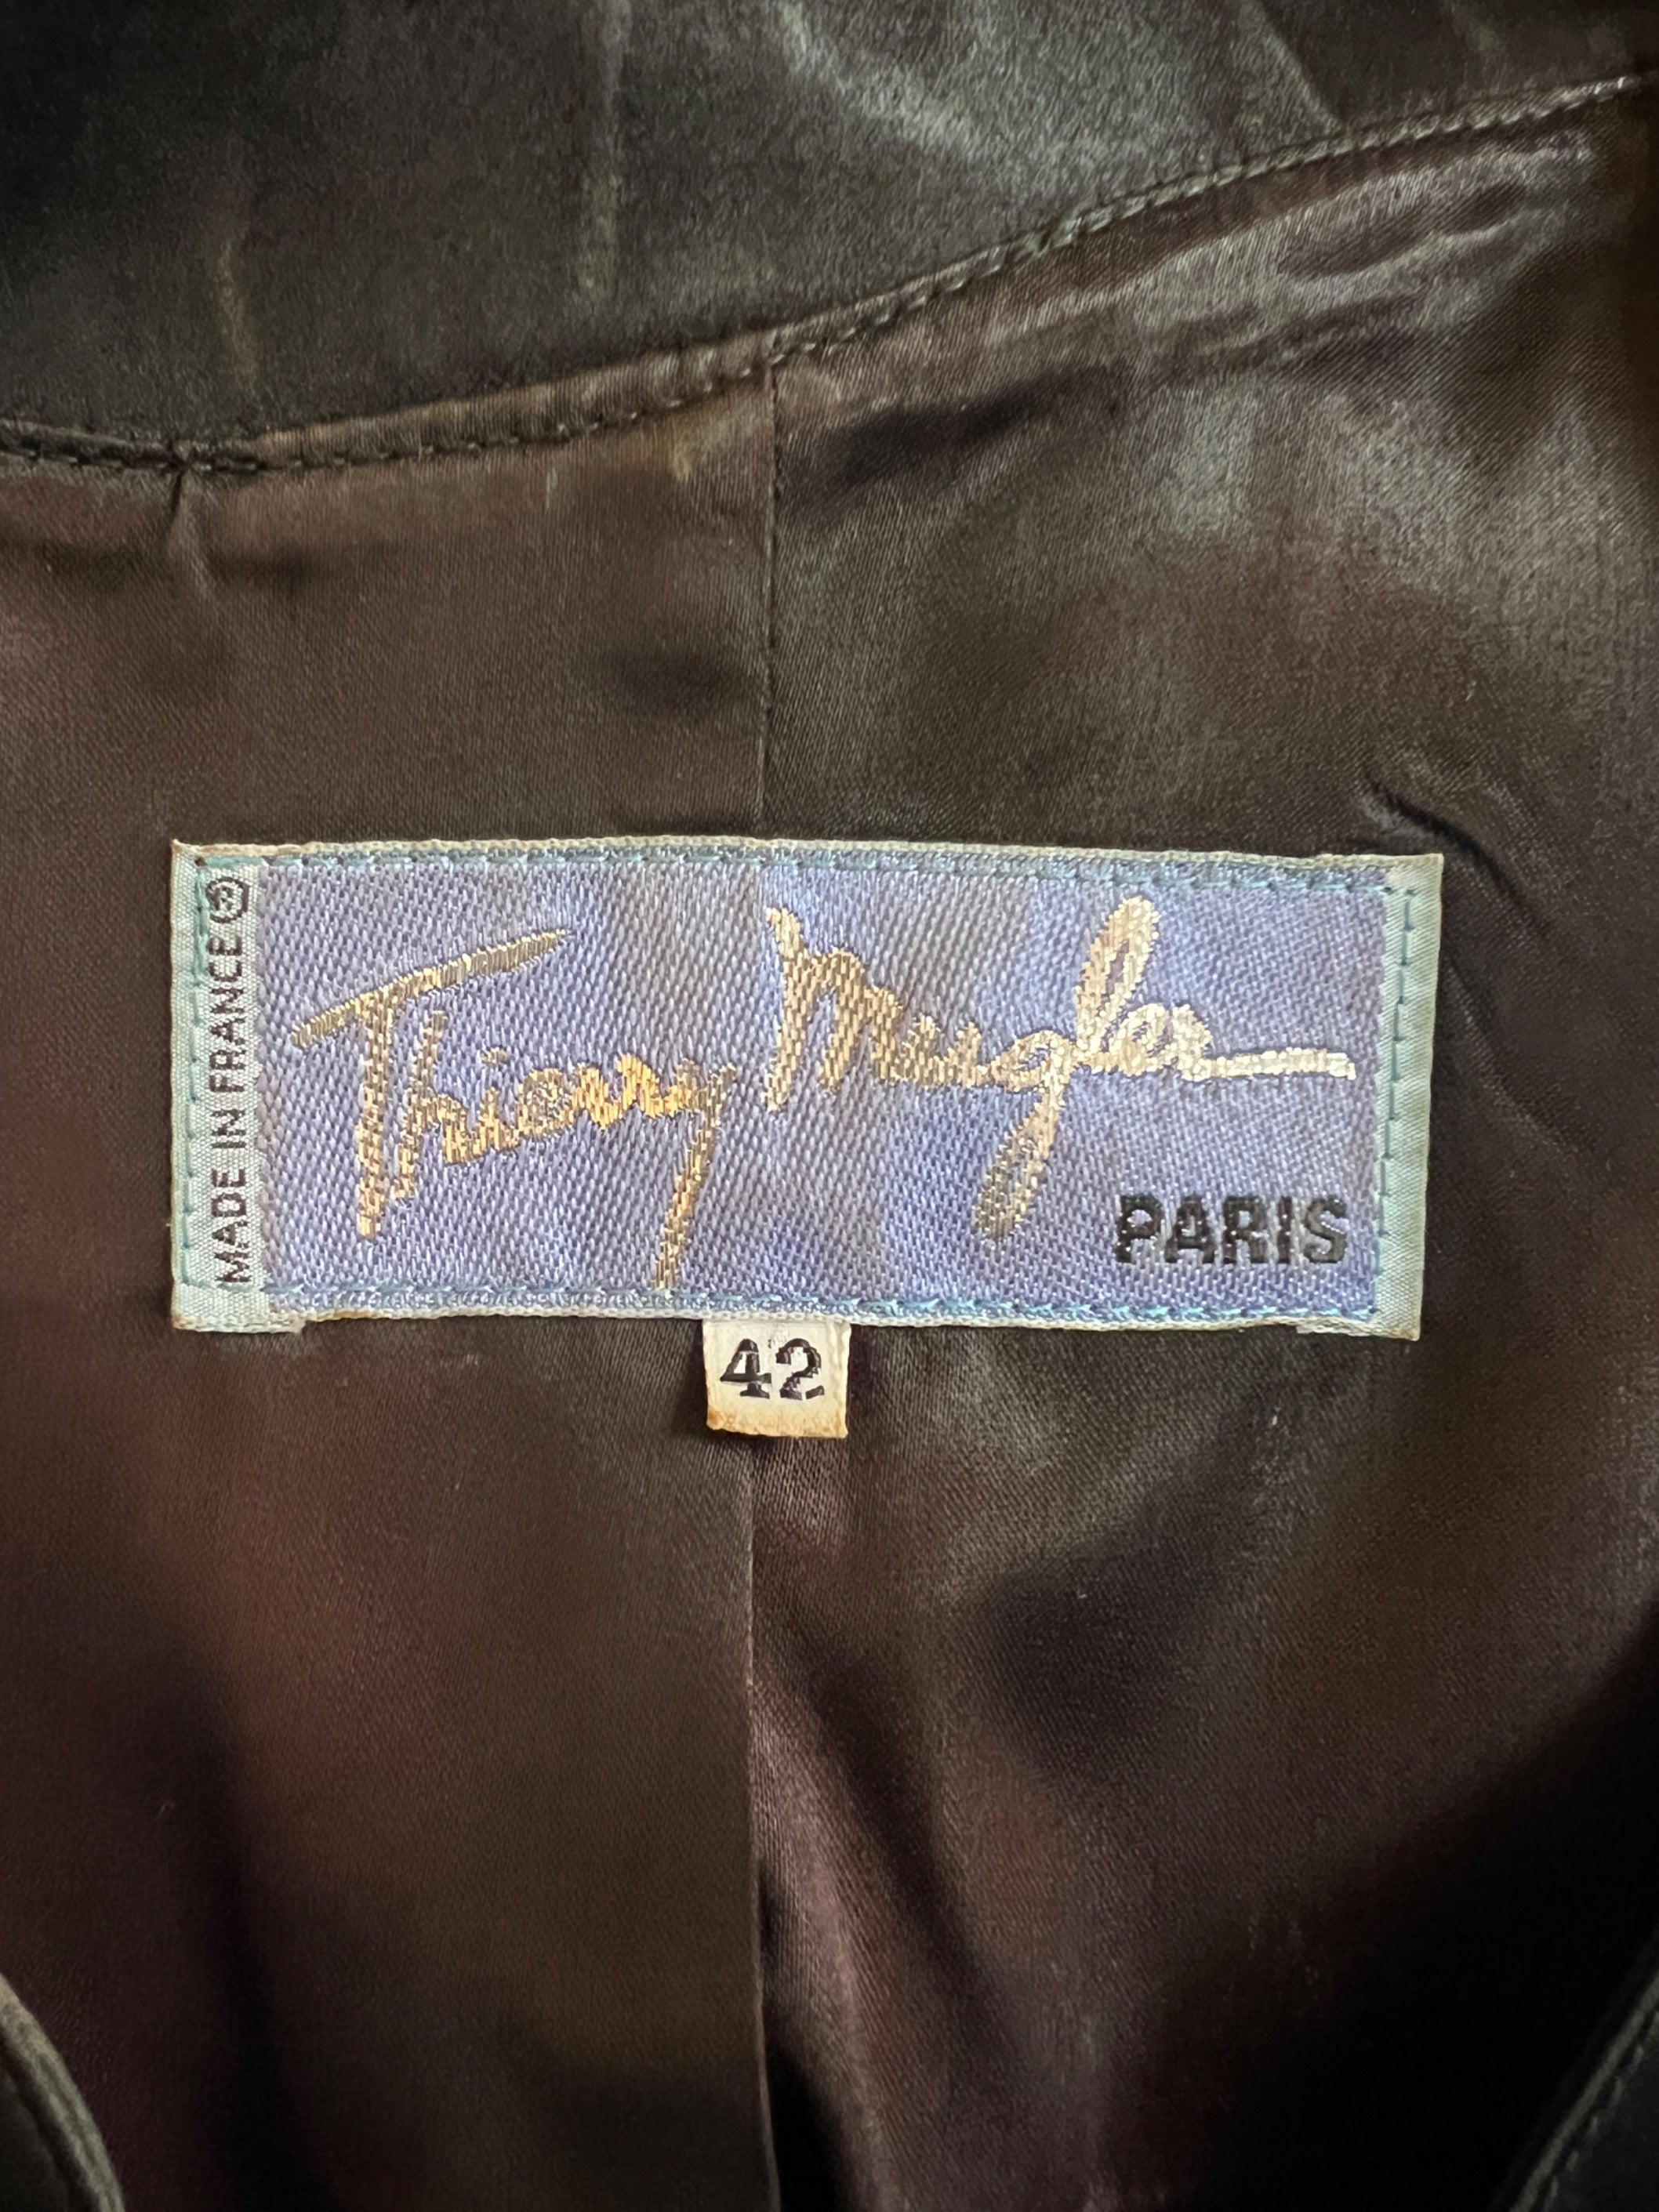 MADE IN FRANCE ®
Thierry Mugler
PARIS
42